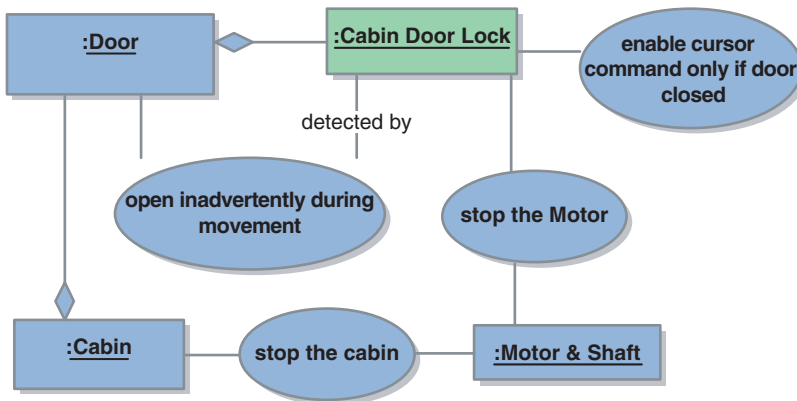 :Door
:Cabin Door Lock
enable cursor
command only if door
closed
detected by
open inadvertently during
movement
stop the Motor
:Cabin
stop the cabin
:Motor & Shaft